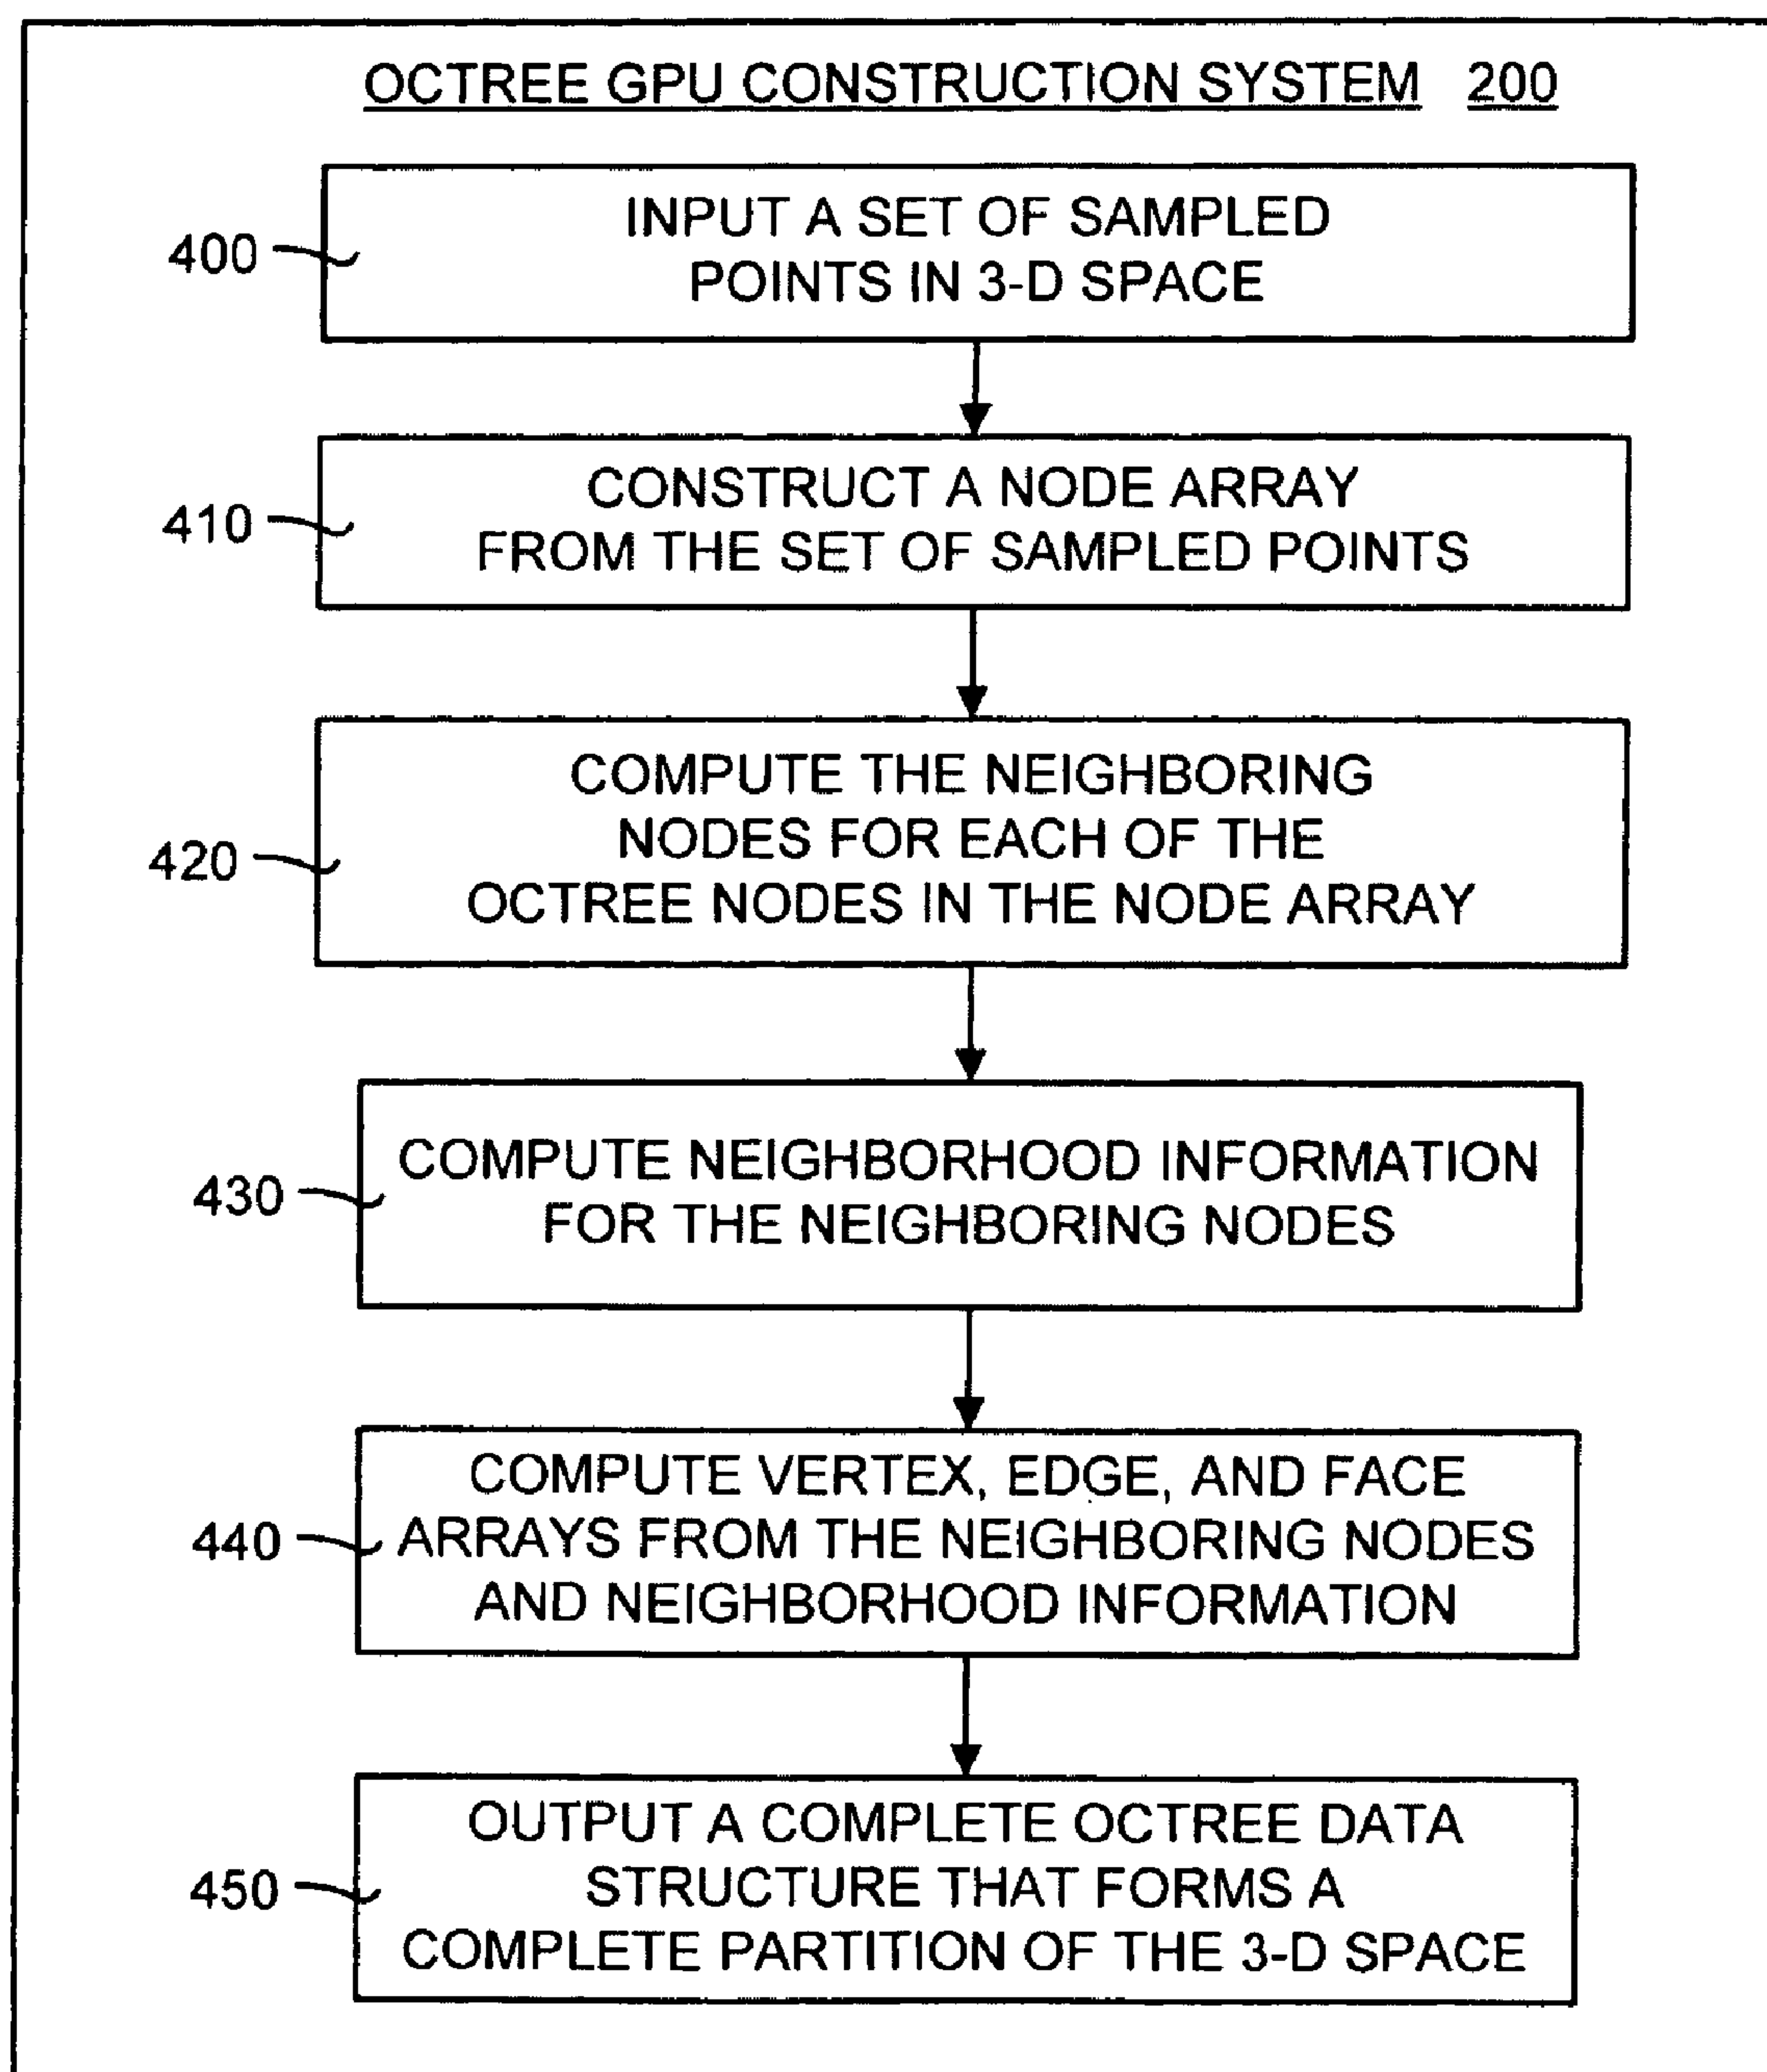 OCTREE GPU CONSTRUCTION SYSTEM 200
400
INPUT A SET OF SAMPLED
POINTS IN 3-D SPACE
410
CONSTRUCT A NODE ARRAY
FROM THE SET OF SAMPLED POINTS
420
COMPUTE THE NEIGHBORING
NODES FOR EACH OF THE
OCTREE NODES IN THE NODE ARRAY
430
COMPUTE NEIGHBORHOOD INFORMATION
FOR THE NEIGHBORING NODES
440
COMPUTE VERTEX, EDGE, AND FACE
ARRAYS FROM THE NEIGHBORING NODES
AND NEIGHBORHOOD INFORMATION
450
OUTPUT A COMPLETE OCTREE DATA
STRUCTURE THAT FORMS A
COMPLETE PARTITION OF THE 3-D SPACE